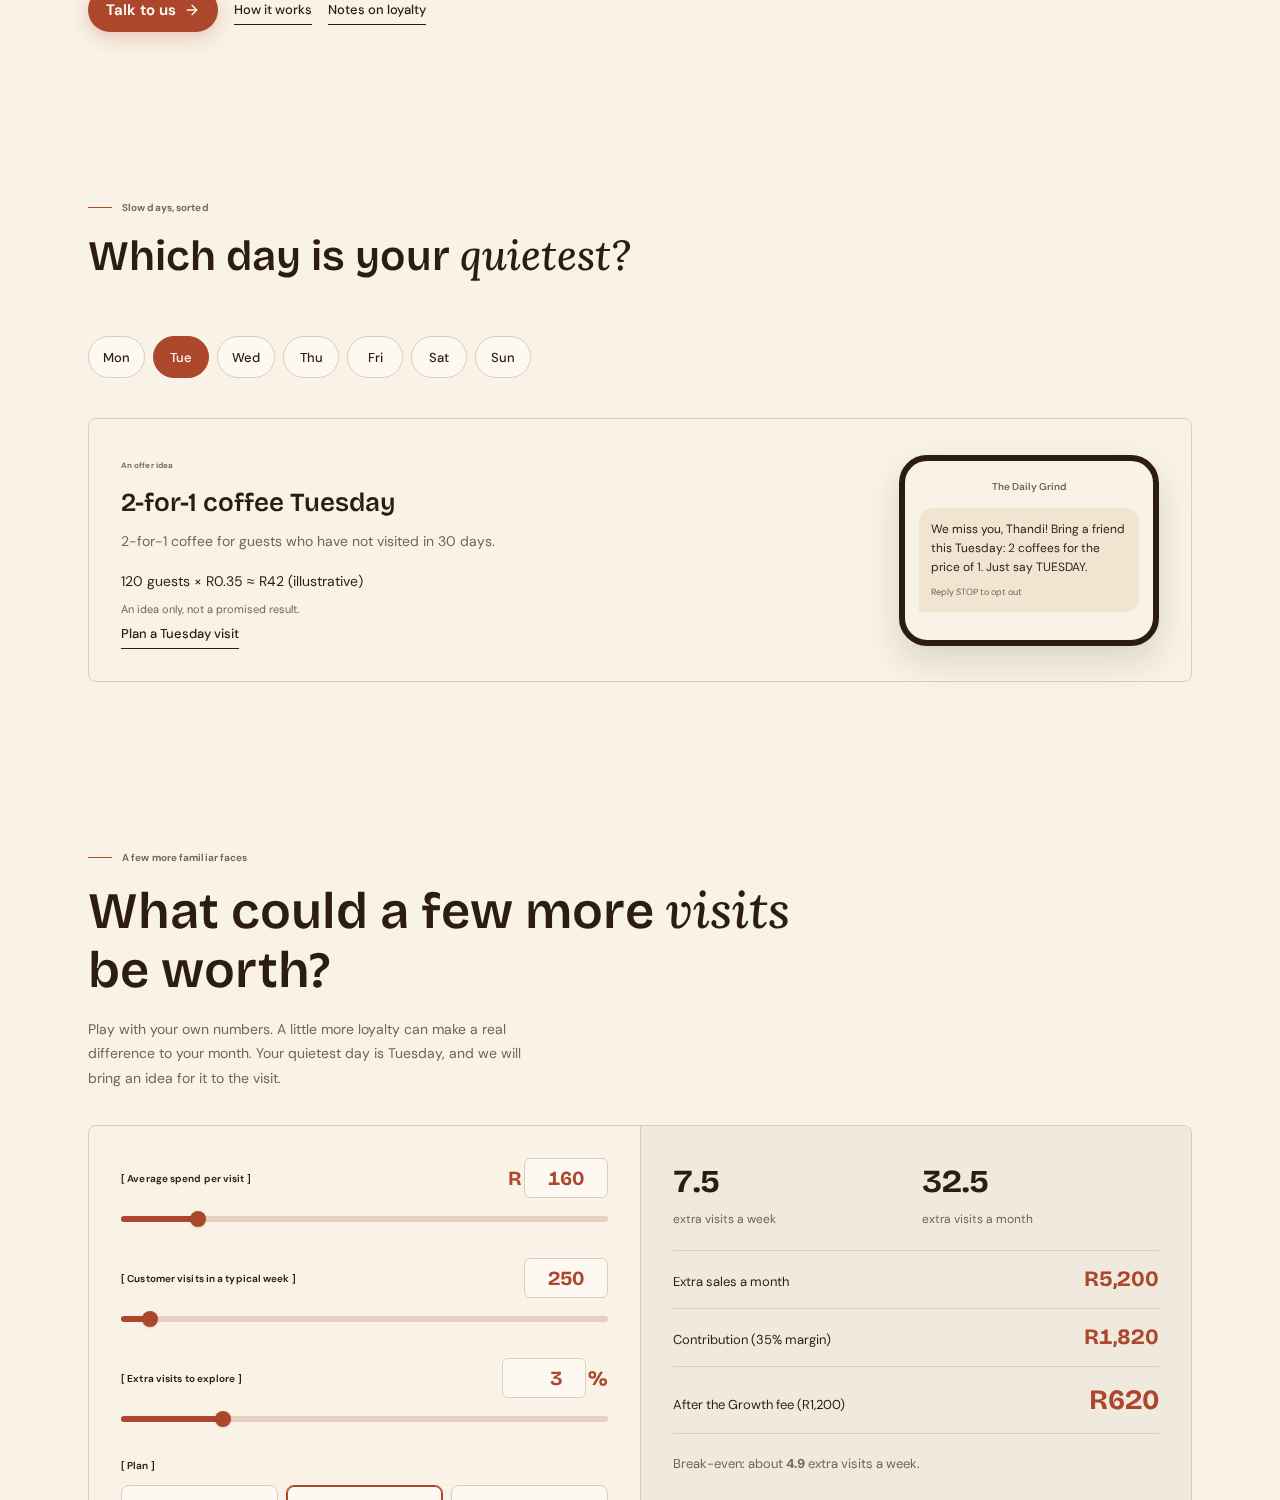 Talk to us → How it works Notes on loyalty
Slow days, sorted
Which day is your quietest?
Mon Tue Wed Thu Fri Sat Sun
An offer idea
2-for-1 coffee Tuesday
2-for-1 coffee for guests who have not visited in 30 days.
120 guests × R0.35 ≈ R42 (illustrative)
An idea only, not a promised result.
Plan a Tuesday visit
The Daily Grind
We miss you, Thandi! Bring a friend
this Tuesday: 2 coffees for the
price of 1. Just say TUESDAY.
Reply STOP to opt out
A few more familiar faces
What could a few more visits
be worth?
Play with your own numbers. A little more loyalty can make a real
difference to your month. Your quietest day is Tuesday, and we will
bring an idea for it to the visit.
[ Average spend per visit ] R 160
[ Customer visits in a typical week ] 250
[ Extra visits to explore ] 3 %
[ Plan ]
7.5 32.5
extra visits a week extra visits a month
Extra sales a month R5,200
Contribution (35% margin) R1,820
After the Growth fee (R1,200) R620
Break-even: about 4.9 extra visits a week.